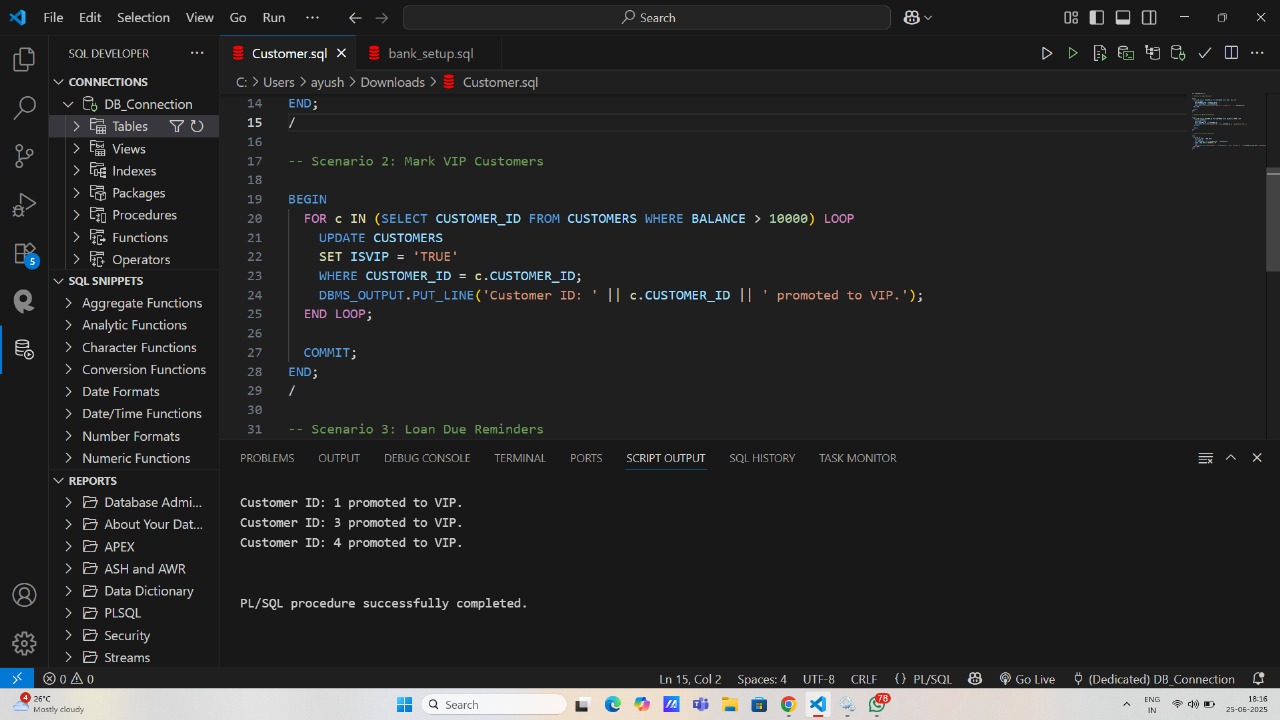 File Edit Selection View Go Run ··· Search
SQL DEVELOPER ···
Customer.sql bank_setup.sql
C: > Users > ayush > Downloads > Customer.sql
CONNECTIONS
DB_Connection
Tables
Views
Indexes
Packages
Procedures
Functions
Operators
SQL SNIPPETS
Aggregate Functions
Analytic Functions
Character Functions
Conversion Functions
Date Formats
Date/Time Functions
Number Formats
Numeric Functions
REPORTS
Database Admi...
About Your Dat...
APEX
ASH and AWR
Data Dictionary
PLSQL
Security
Streams
5
14 END;
15 /
16
17 -- Scenario 2: Mark VIP Customers
18
19 BEGIN
20 FOR c IN (SELECT CUSTOMER_ID FROM CUSTOMERS WHERE BALANCE > 10000) LOOP
21 UPDATE CUSTOMERS
22 SET ISVIP = 'TRUE'
23 WHERE CUSTOMER_ID = c.CUSTOMER_ID;
24 DBMS_OUTPUT.PUT_LINE('Customer ID: ' || c.CUSTOMER_ID || ' promoted to VIP.');
25 END LOOP;
26
27 COMMIT;
28 END;
29 /
30
31 -- Scenario 3: Loan Due Reminders
PROBLEMS OUTPUT DEBUG CONSOLE TERMINAL PORTS SCRIPT OUTPUT SQL HISTORY TASK MONITOR
Customer ID: 1 promoted to VIP.
Customer ID: 3 promoted to VIP.
Customer ID: 4 promoted to VIP.
PL/SQL procedure successfully completed.
0 0 Ln 15, Col 2 Spaces: 4 UTF-8 CRLF {} PL/SQL Go Live (Dedicated) DB_Connection
4 26°C
Mostly cloudy
Search
78
ENG
IN
18:16
25-06-2025